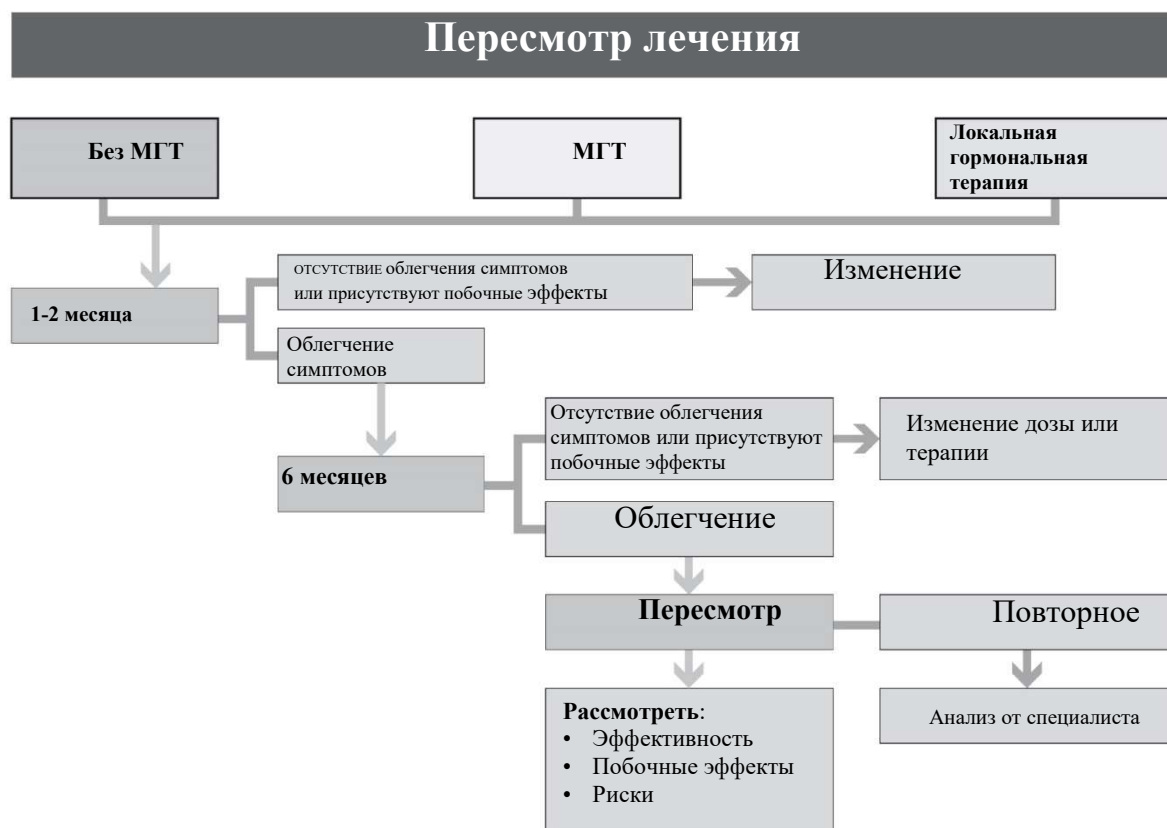 Пересмотр лечения
Без МГТ
МГТ
Локальная
гормональная
терапия
ОТСУТСТВИЕ облегчения симптомов
или присутствуют побочные эффекты
Изменение
1-2 месяца
Облегчение
симптомов
Отсутствие облегчения
симптомов или присутствуют
побочные эффекты
Изменение дозы или
терапии
6 месяцев
Облегчение
Пересмотр
Повторное
Рассмотреть:
• Эффективность
• Побочные эффекты
• Риски
Анализ от специалиста